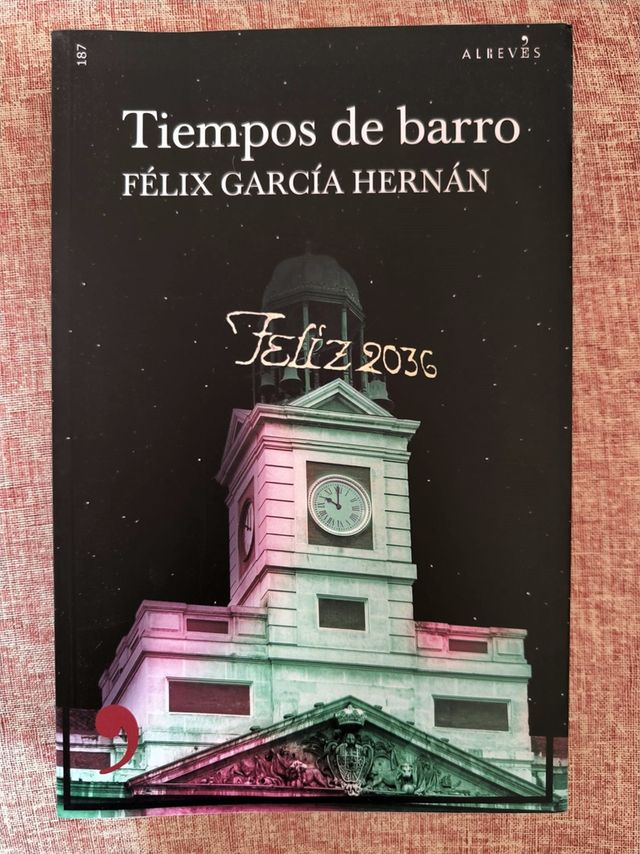 187
ALREVÉS
Tiempos de barro
FÉLIX GARCÍA HERNÁN
Feliz 2036